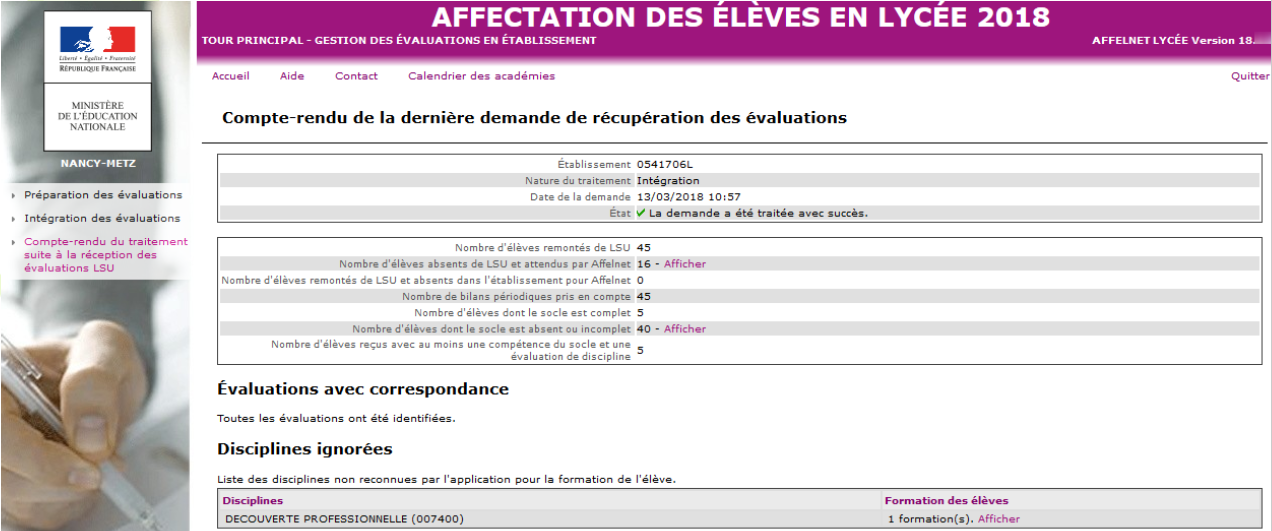 AFFECTATION DES ÉLÈVES EN LYCÉE 2018
TOUR PRINCIPAL - GESTION DES ÉVALUATIONS EN ÉTABLISSEMENT
AFFELNET LYCÉE Version 18.
Liberté • Égalité • Fraternité
RÉPUBLIQUE FRANÇAISE
MINISTÈRE
DE L'ÉDUCATION
NATIONALE
NANCY-METZ
Préparation des évaluations
Intégration des évaluations
Compte-rendu du traitement
suite à la réception des
évaluations LSU
Accueil Aide Contact Calendrier des académies Quitter
Compte-rendu de la dernière demande de récupération des évaluations
Établissement 0541706L
Nature du traitement Intégration
Date de la demande 13/03/2018 10:57
État ✔ La demande a été traitée avec succès.
Nombre d'élèves remontés de LSU 45
Nombre d'élèves absents de LSU et attendus par Affelnet 16 - Afficher
Nombre d'élèves remontés de LSU et absents dans l'établissement pour Affelnet 0
Nombre de bilans périodiques pris en compte 45
Nombre d'élèves dont le socle est complet 5
Nombre d'élèves dont le socle est absent ou incomplet 40 - Afficher
Nombre d'élèves reçus avec au moins une compétence du socle et une
évaluation de discipline 5
Évaluations avec correspondance
Toutes les évaluations ont été identifiées.
Disciplines ignorées
Liste des disciplines non reconnues par l'application pour la formation de l'élève.
Disciplines Formation des élèves
DECOUVERTE PROFESSIONNELLE (007400) 1 formation(s). Afficher